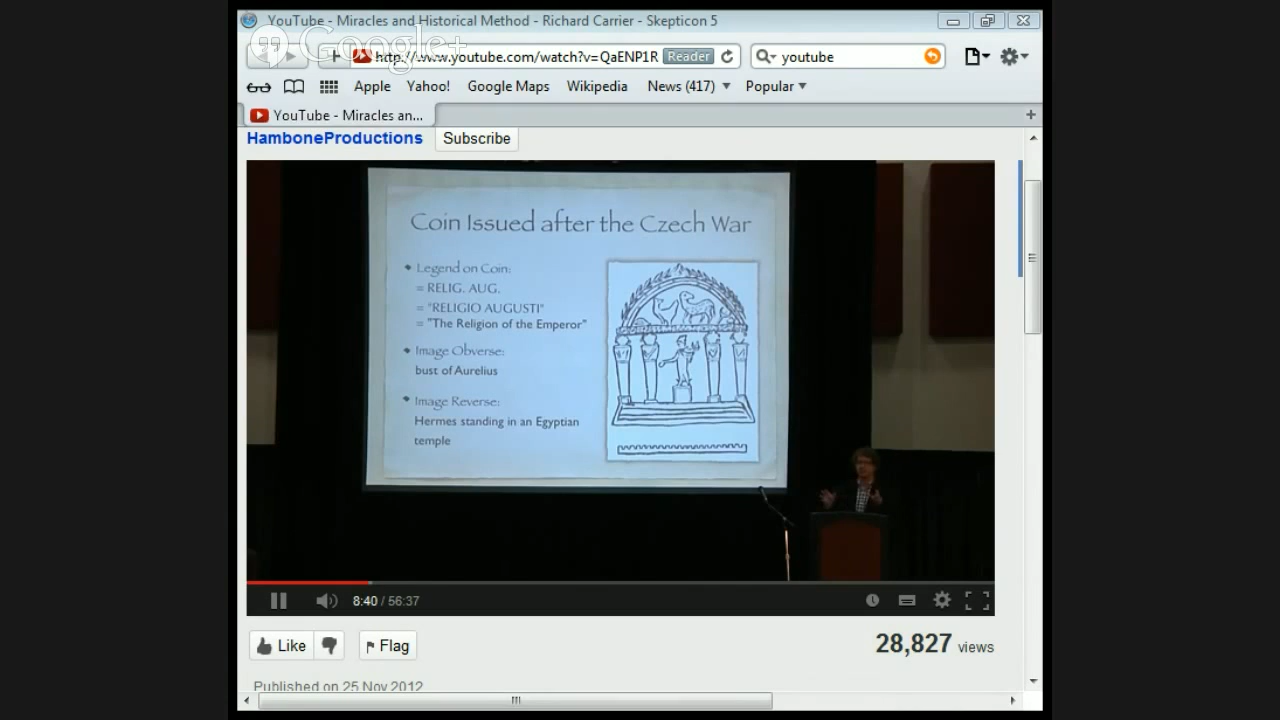 YouTube - Miracles and Historical Method - Richard Carrier - Skepticon 5
Google+
http://www.youtube.com/watch?v=QaENP1R
Reader
youtube
Apple
Yahoo!
Google Maps
Wikipedia
News (417)
Popular
YouTube - Miracles an...
HamboneProductions
Subscribe
Coin Issued after the Czech War
Legend on Coin:
= RELIG. AUG.
= "RELIGIO AUGUSTI"
= "The Religion of the Emperor"
Image Obverse:
bust of Aurelius
Image Reverse:
Hermes standing in an Egyptian
temple
8:40 / 56:37
Like
Flag
28,827 views
Published on 25 Nov 2012